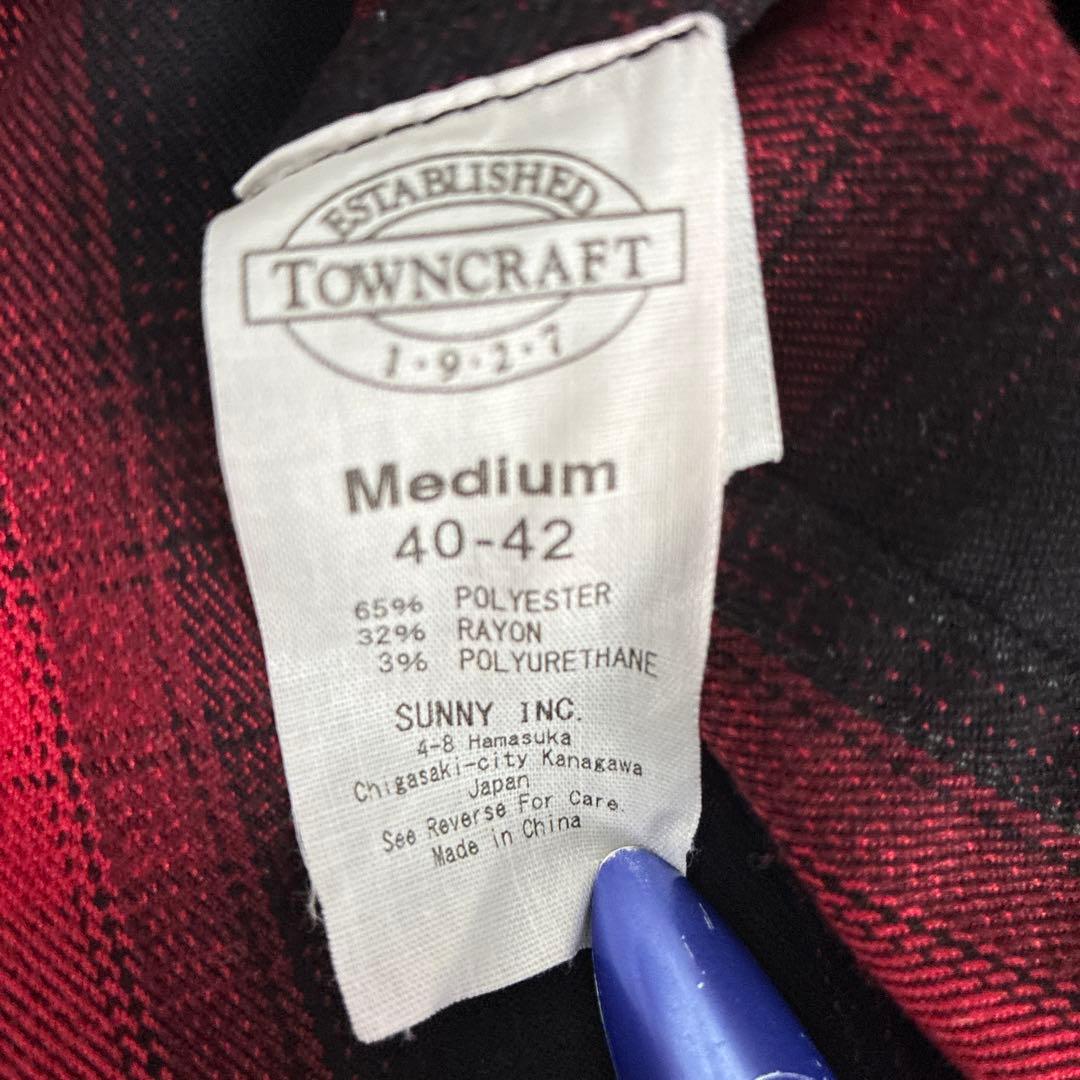 ESTABLISHED
TOWNCRAFT
1·9·2·7
Medium
40-42
65% POLYESTER
32% RAYON
3% POLYURETHANE
SUNNY INC.
4-8 Hamasuka
Chigasaki-city Kanagawa
Japan
See Reverse For Care.
Made in China